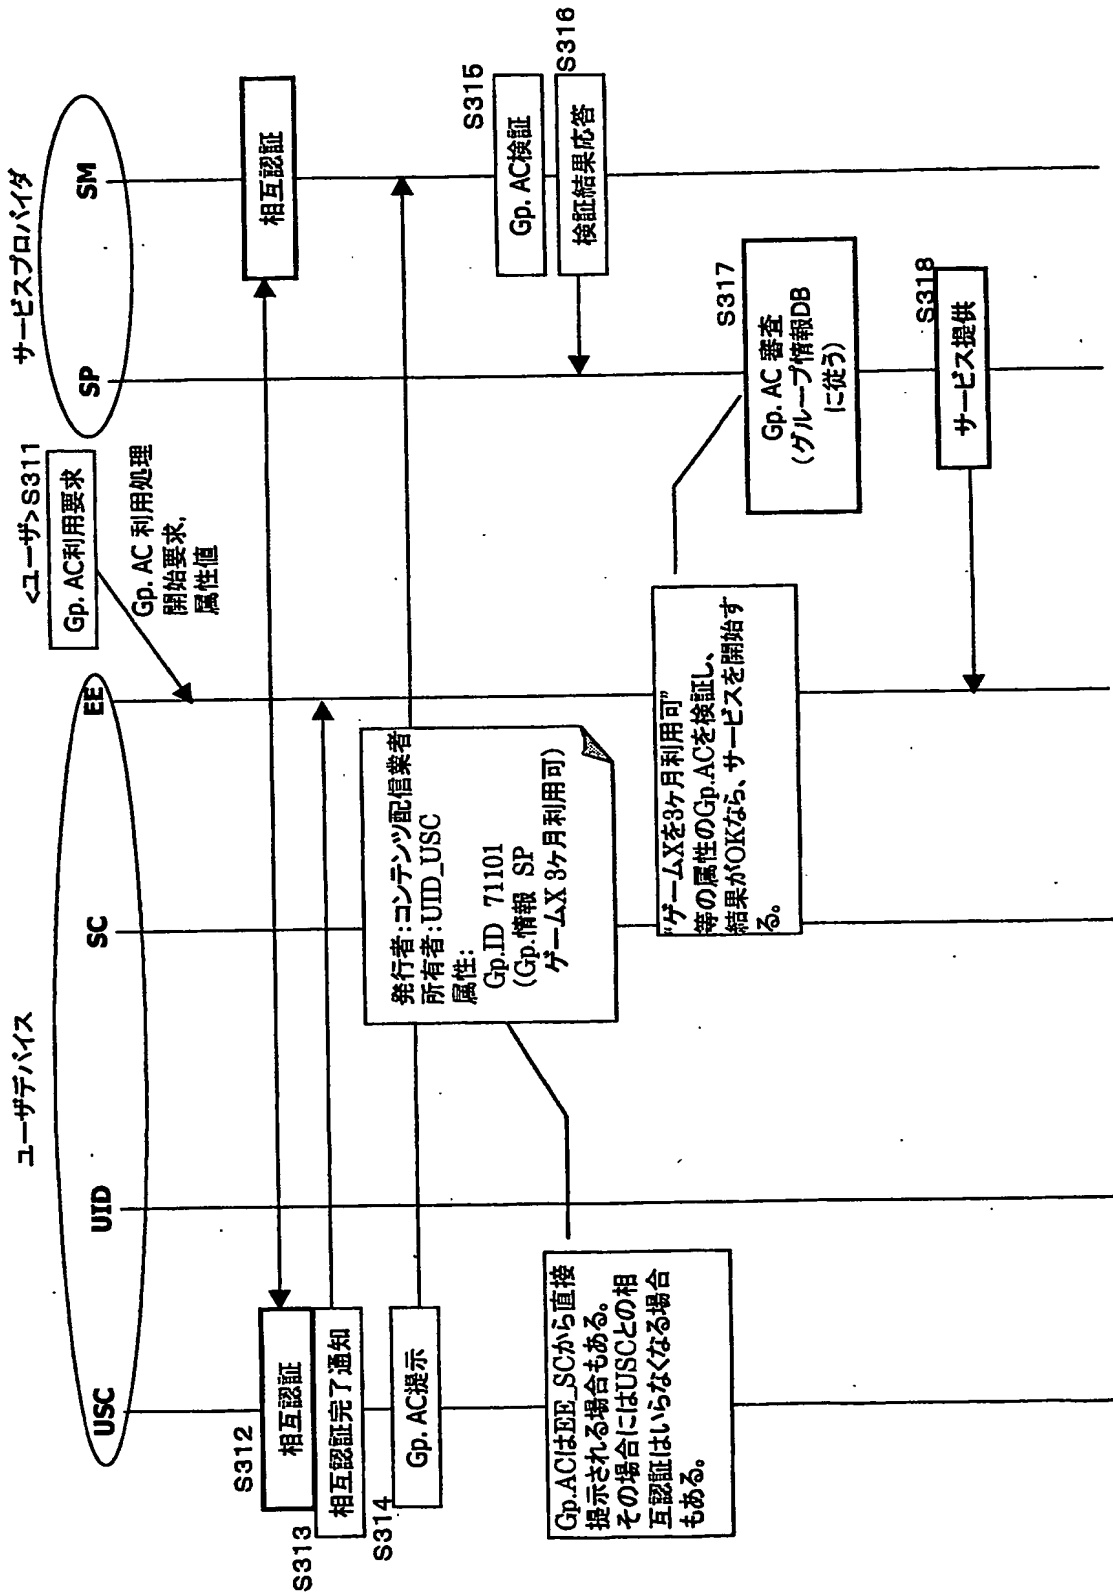 ユーザデバイス
サービスプロバイダ
USC
UID
SC
EE
SP
SM
<ユーザ>S311
Gp. AC利用要求
Gp. AC 利用処理
開始要求,
属性値
S312
相互認証
相互認証
S313
相互認証完了通知
S314
Gp. AC提示
発行者:コンテンツ配信業者
所有者:UID_USC
属性:
Gp.ID 71101
(Gp.情報 SP
ゲームX 3ヶ月利用可)
S315
Gp. AC検証
S316
検証結果応答
Gp.ACはEE_SCから直接
提示される場合もある。
その場合にはUSCとの相
互認証はいらなくなる場合
もある。
"ゲームXを3ヶ月利用可"
等の属性のGp.ACを検証し、
結果がOKなら、サービスを開始す
る。
S317
Gp. AC 審査
(グループ情報DB
に従う)
S318
サービス提供